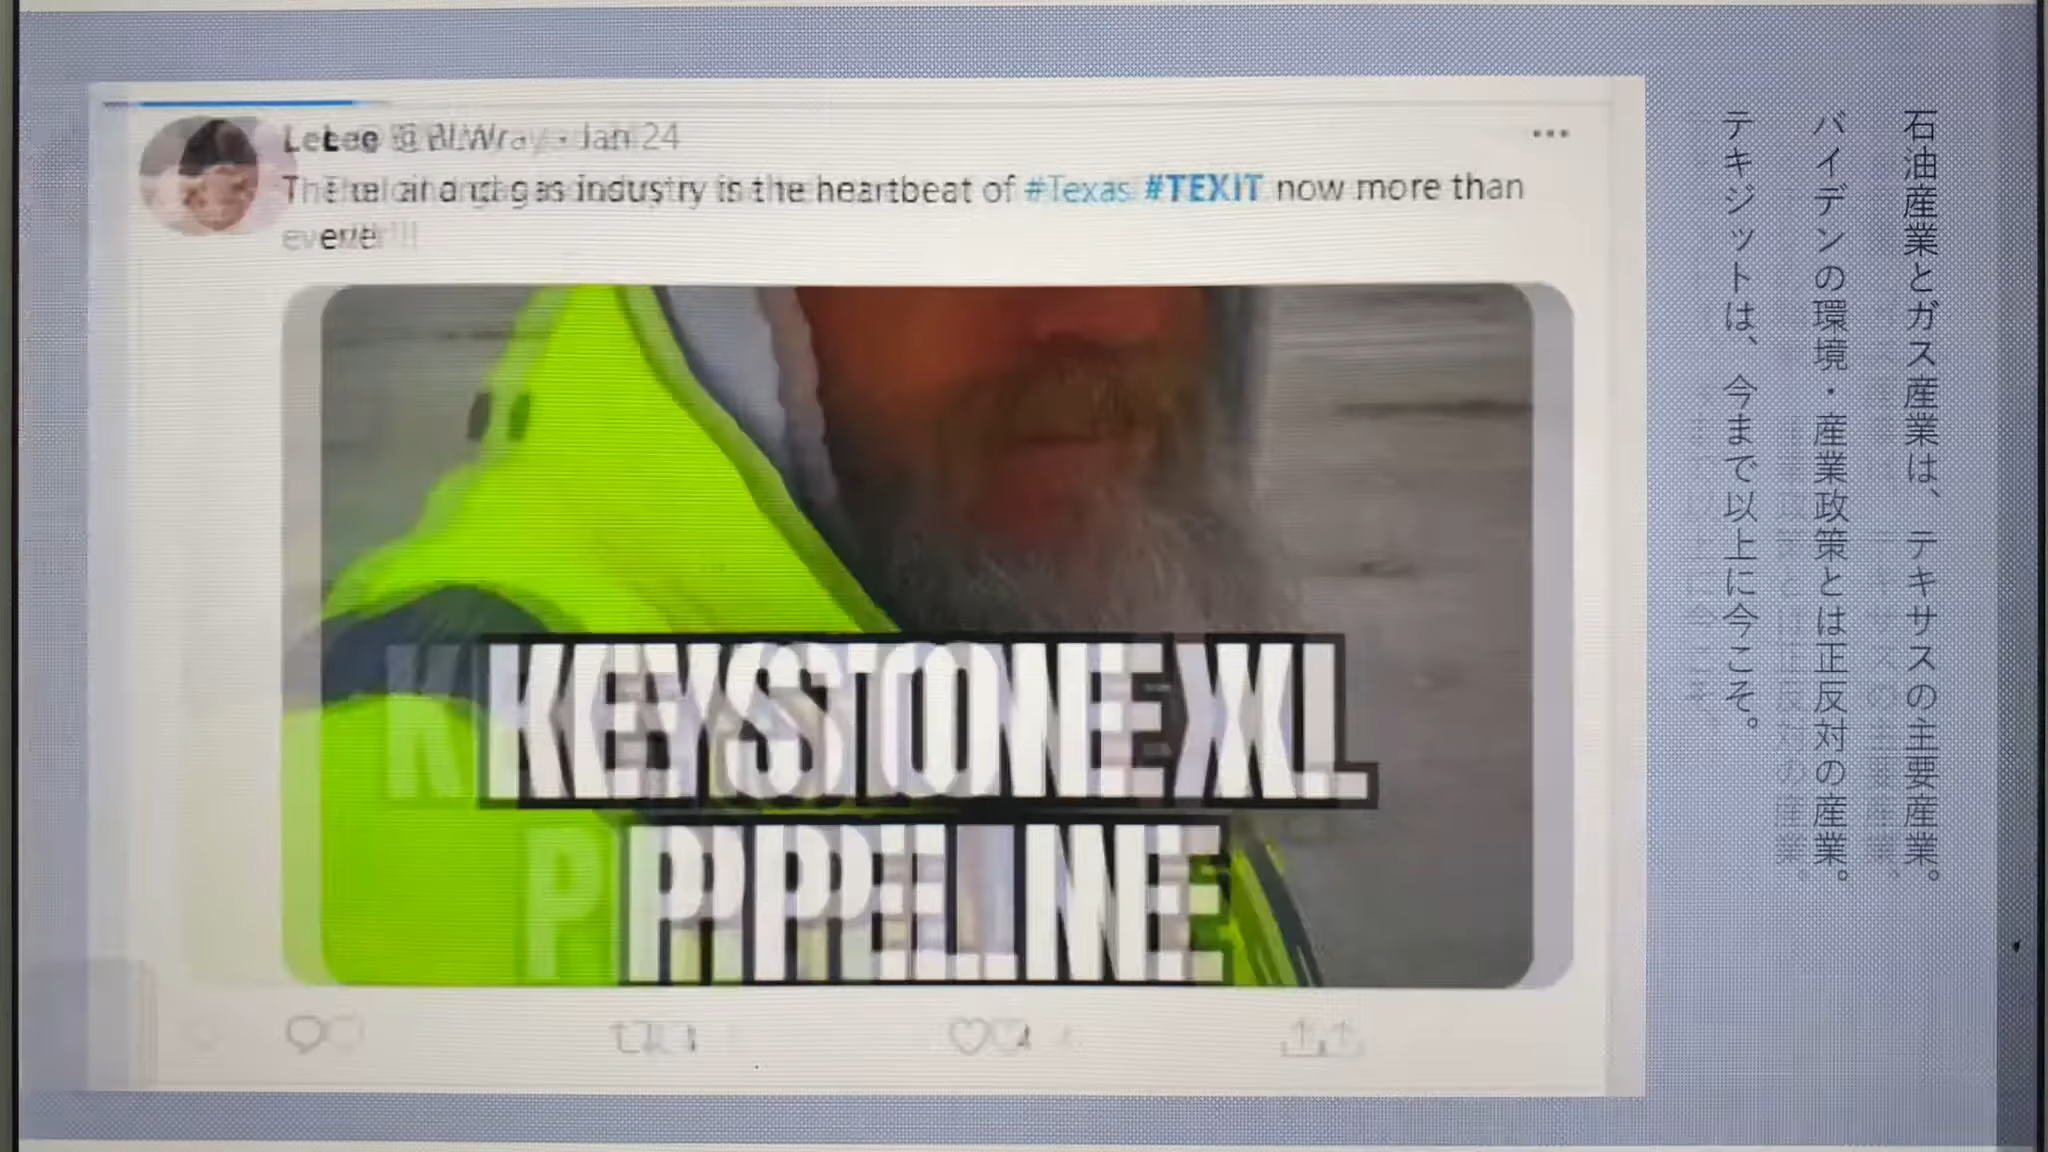 Lee · Jan 24
The oil and gas industry is the heartbeat of #Texas #TEXIT now more than
ever!!!
KEYSTONE XL
PIPELINE
石油産業とガス産業は、テキサスの主要産業。
バイデンの環境・産業政策とは正反対の産業。
テキジットは、今まで以上に今こそ。